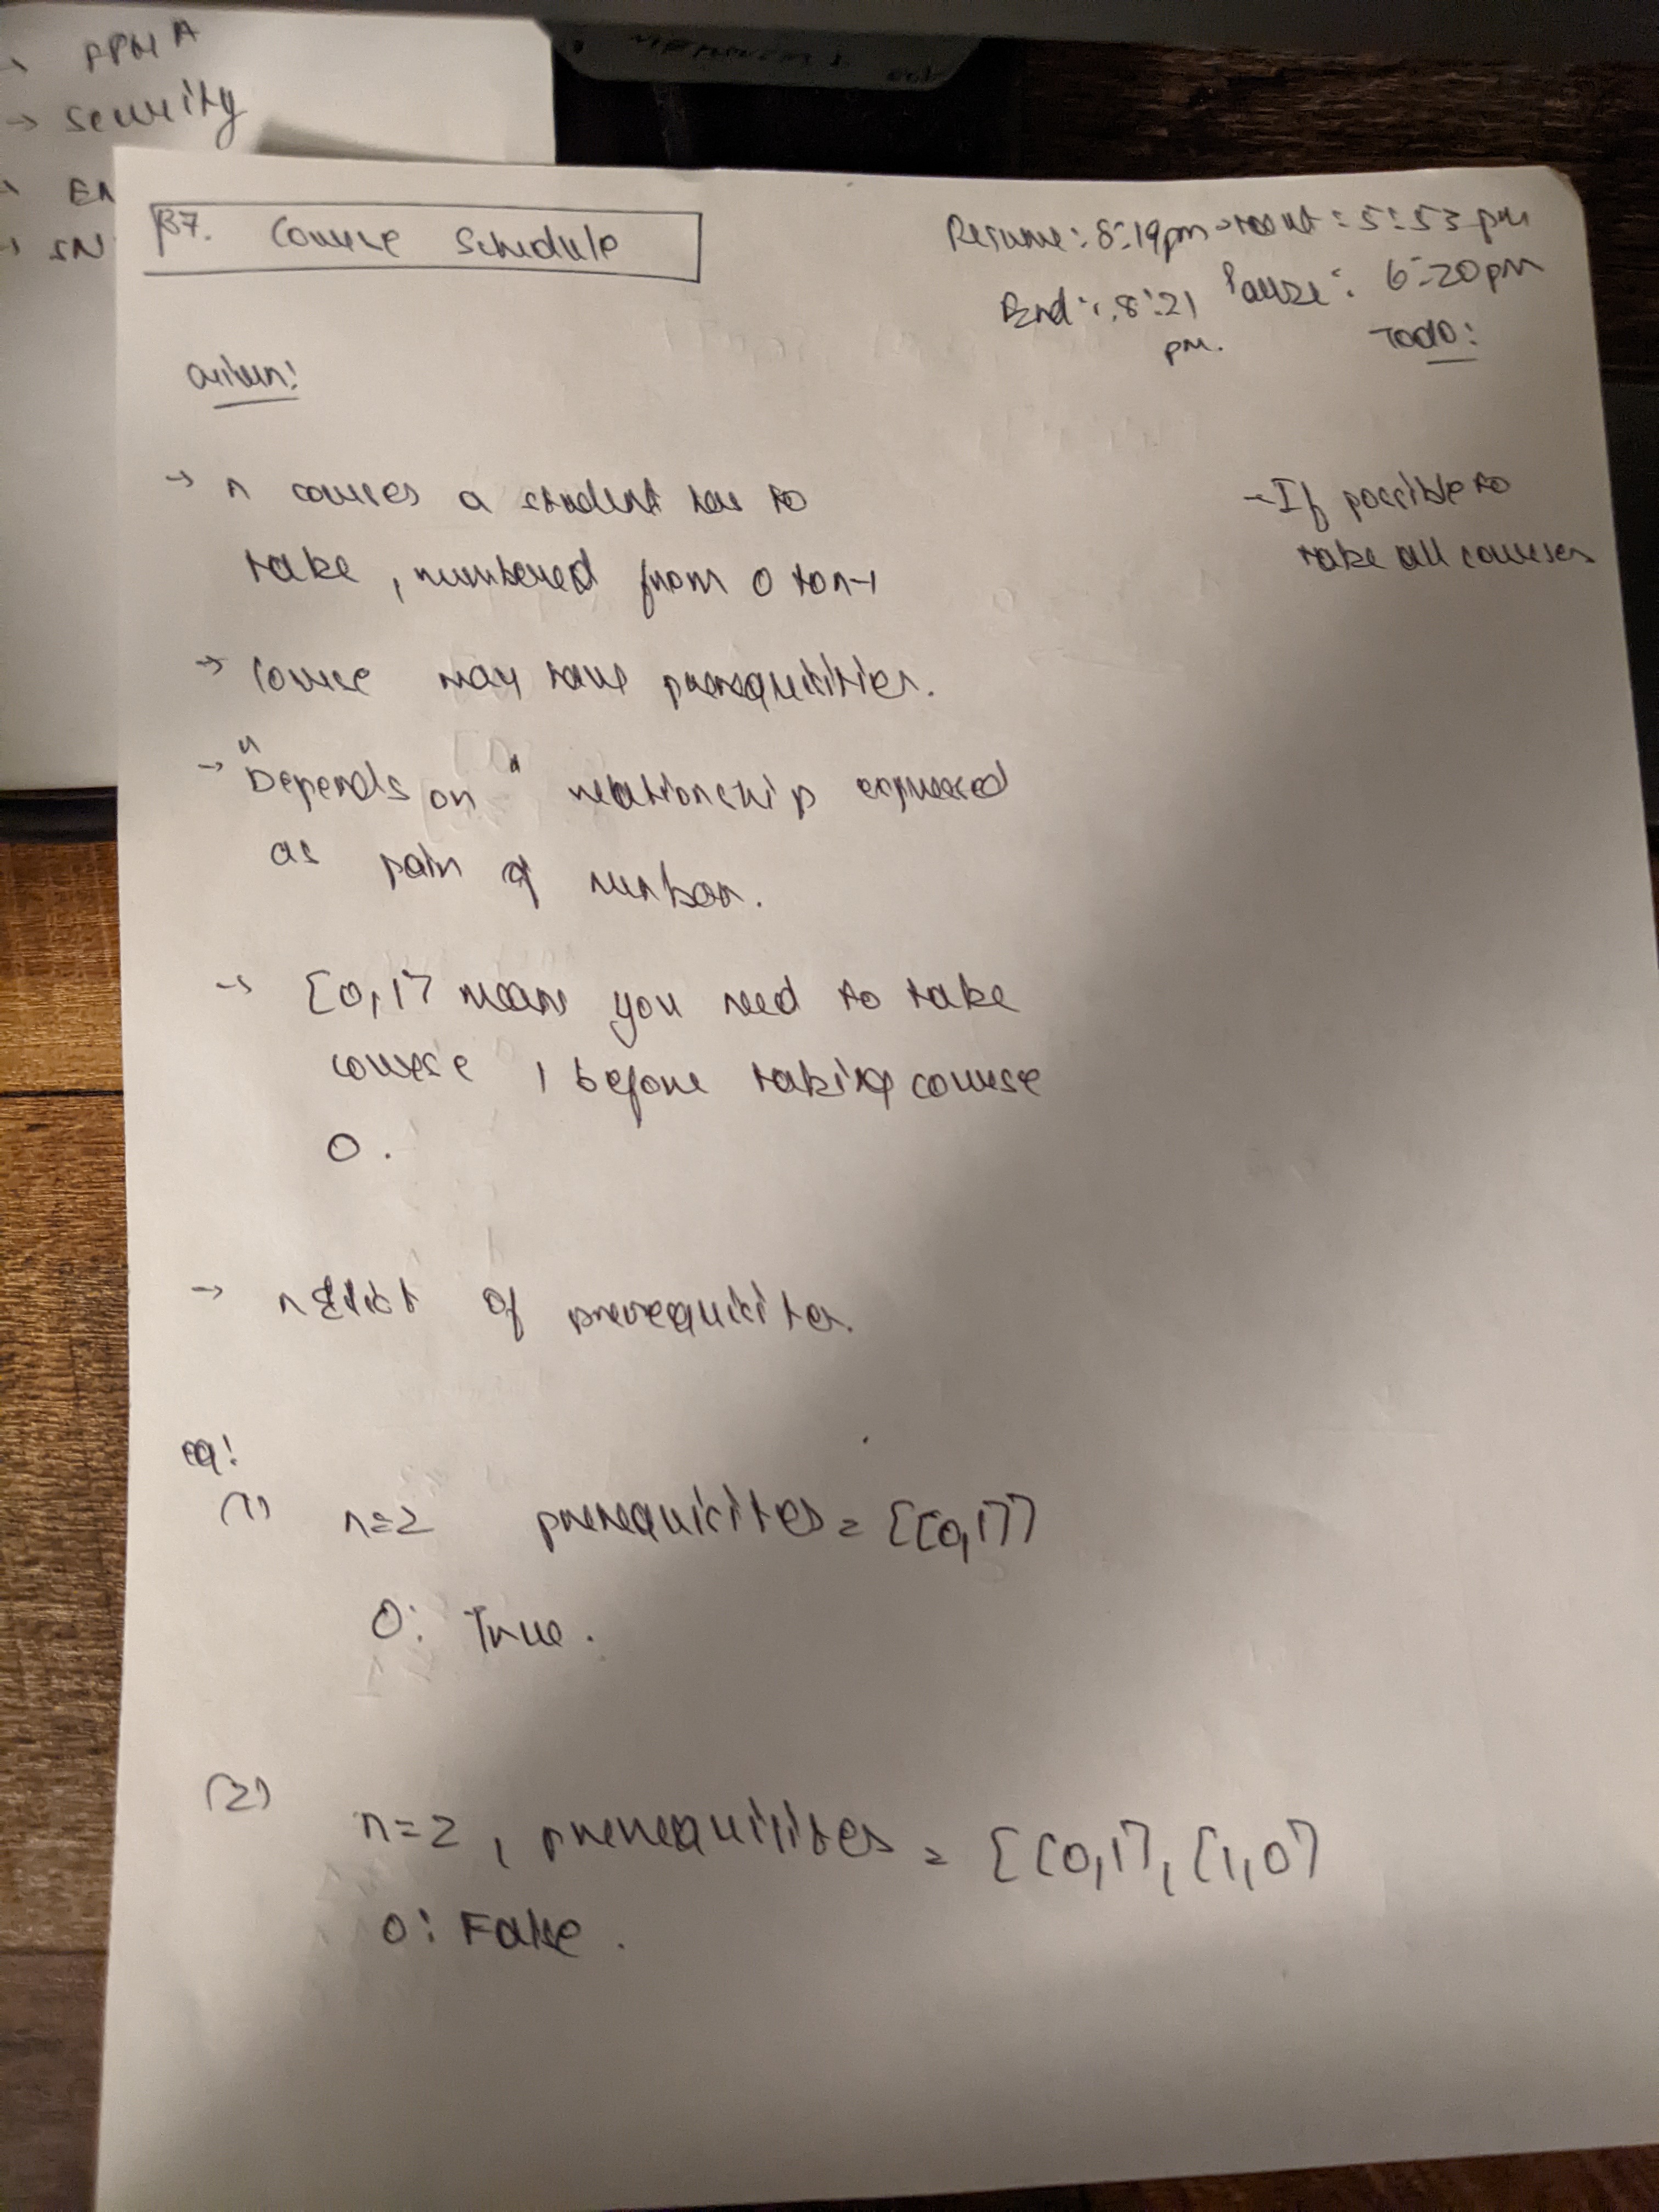 → security
EN
→ SN
137. Course Schedule
Resume: 8:19pm Start: 5:53 pm
End: 8:21 Pause: 6:20pm
pm.
TODO:
Given:
→ n courses a student has to
take, numbered from 0 to n-1
- If possible to
take all courses
→ Course may have prerequisities.
→ "Depends on" relationship expressed
as pair of number.
→ [0,1] means you need to take
course 1 before taking course
0.
→ list of prerequisites.
eg:
(1) n=2 prerequisites = [[0,1]]
O: True.
(2) n=2, prerequisites = [[0,1], [1,0]
O: False.